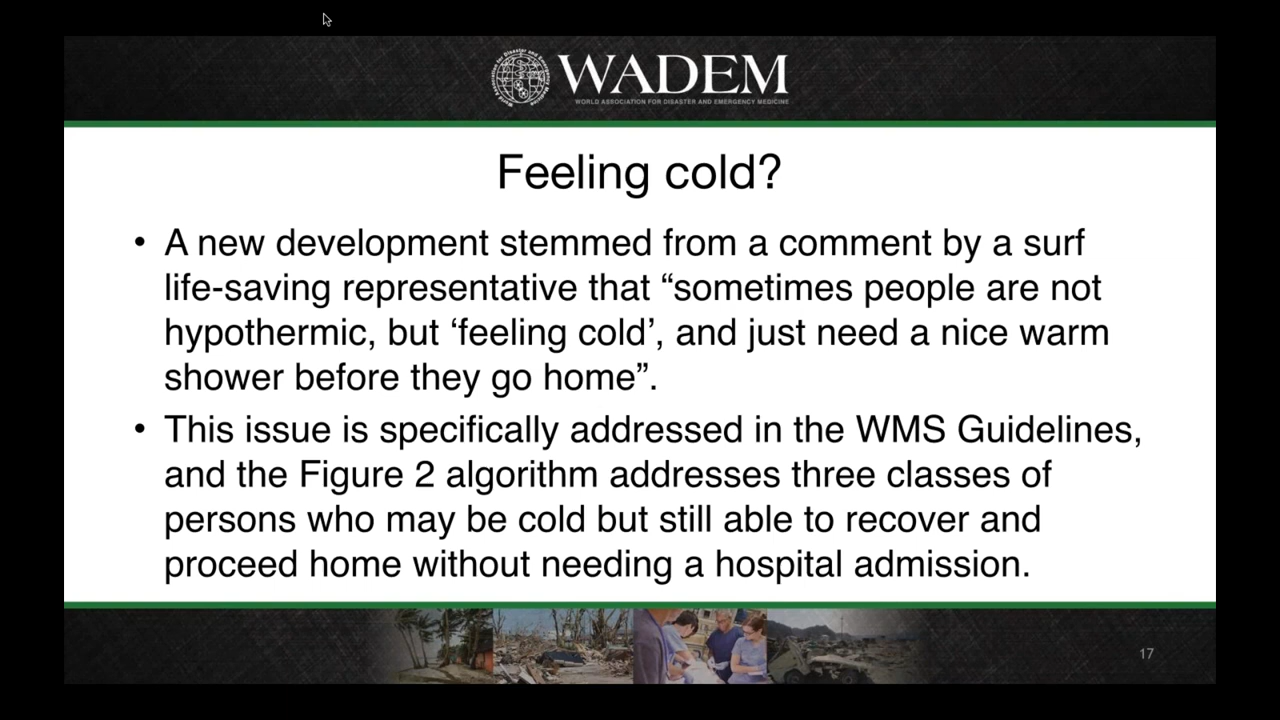 WADEM
WORLD ASSOCIATION FOR DISASTER AND EMERGENCY MEDICINE
Feeling cold?
• A new development stemmed from a comment by a surf
life-saving representative that “sometimes people are not
hypothermic, but ‘feeling cold’, and just need a nice warm
shower before they go home”.
• This issue is specifically addressed in the WMS Guidelines,
and the Figure 2 algorithm addresses three classes of
persons who may be cold but still able to recover and
proceed home without needing a hospital admission.
17